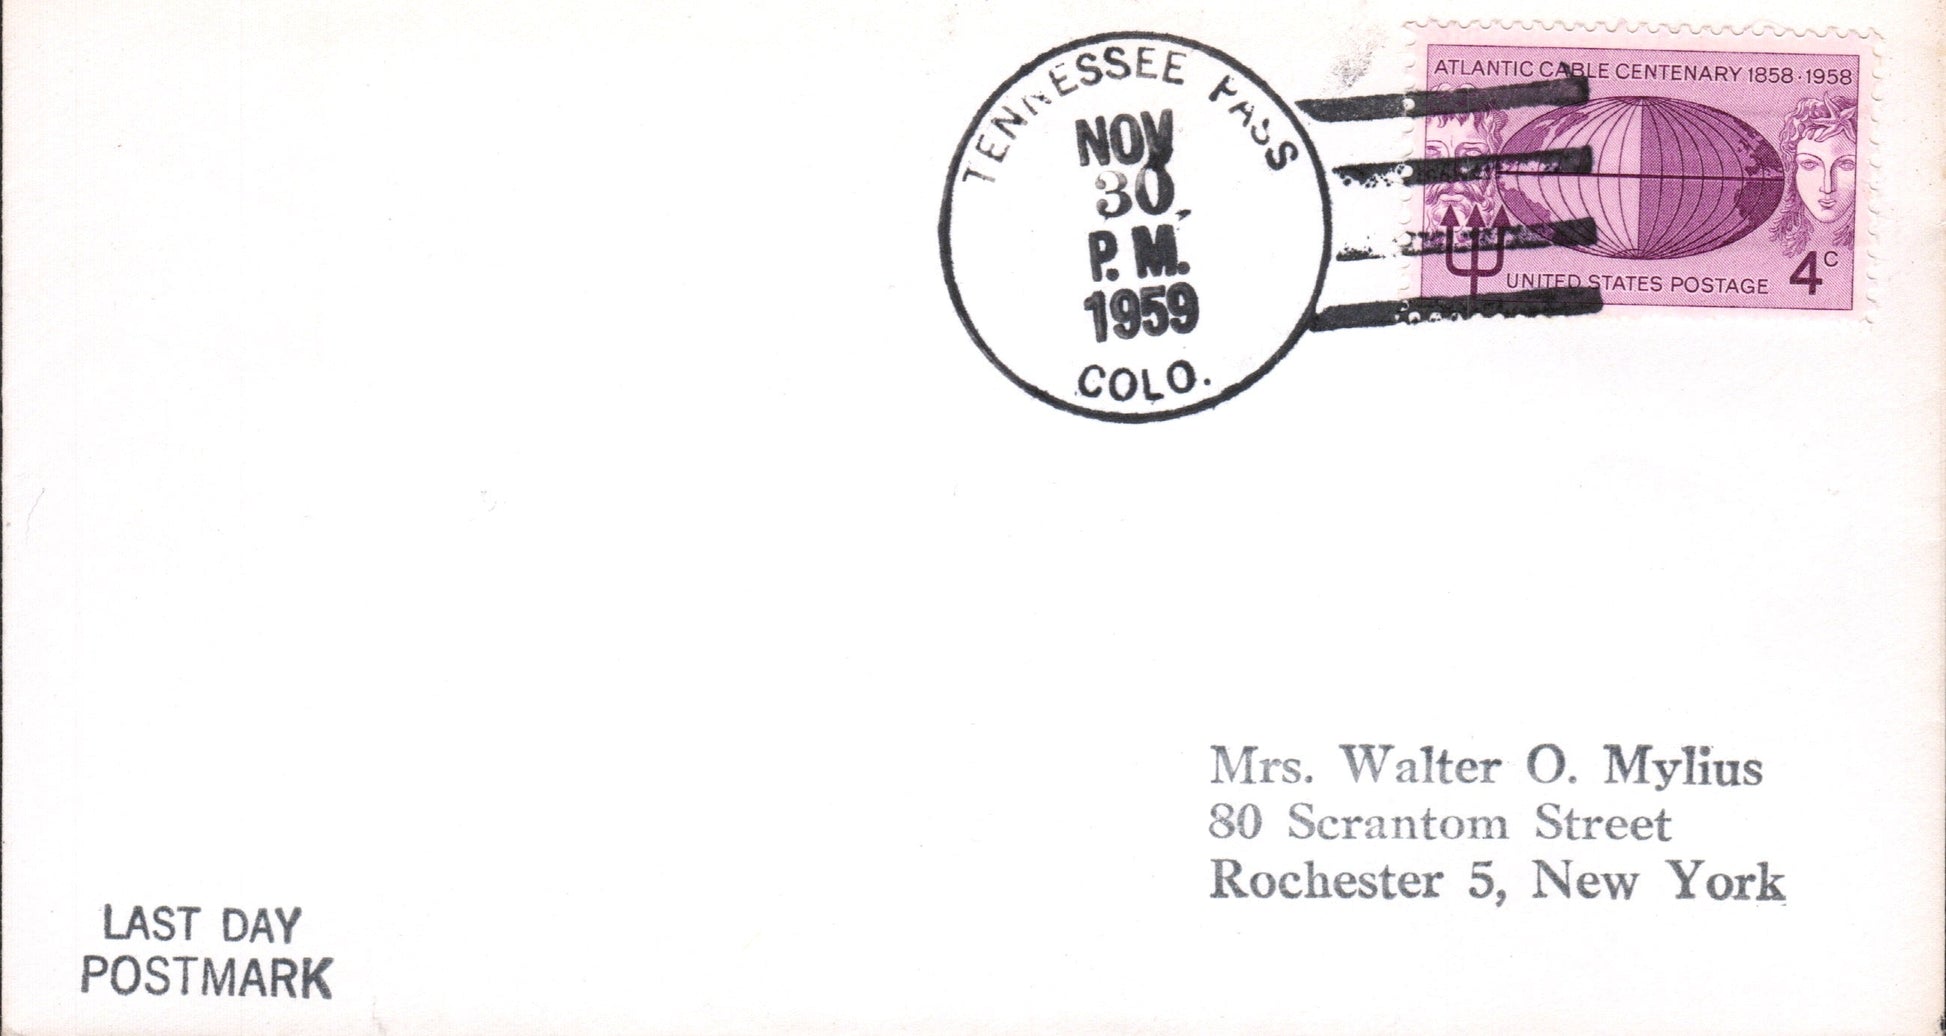 TENNESSEE PASS
NOV
30
P. M.
1959
COLO.
ATLANTIC CABLE CENTENARY 1858·1958
UNITED STATES POSTAGE 4c
Mrs. Walter O. Mylius
80 Scrantom Street
Rochester 5, New York
LAST DAY
POSTMARK